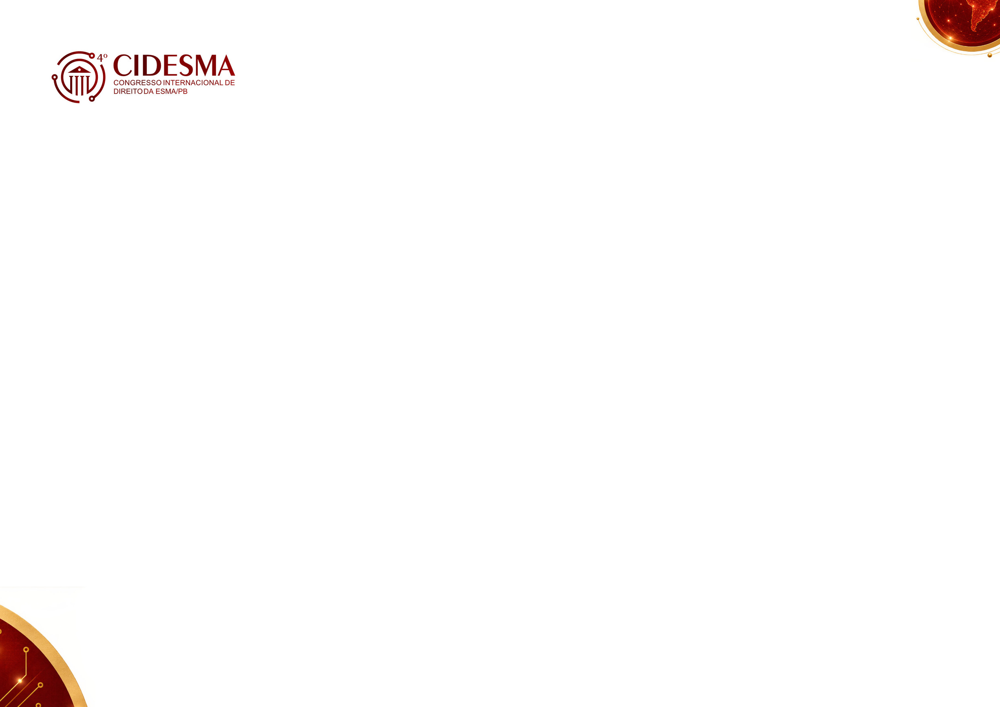 4º CIDESMA
CONGRESSO INTERNACIONAL DE
DIREITO DA ESMA/PB